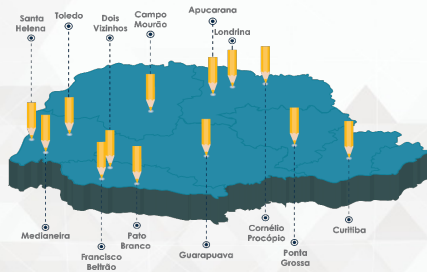 Santa
Helena
Toledo
Dois
Vizinhos
Campo
Mourão
Apucarana
Londrina
Medianeira
Francisco
Beltrão
Pato
Branco
Guarapuava
Cornélio
Procópio
Ponta
Grossa
Curitiba